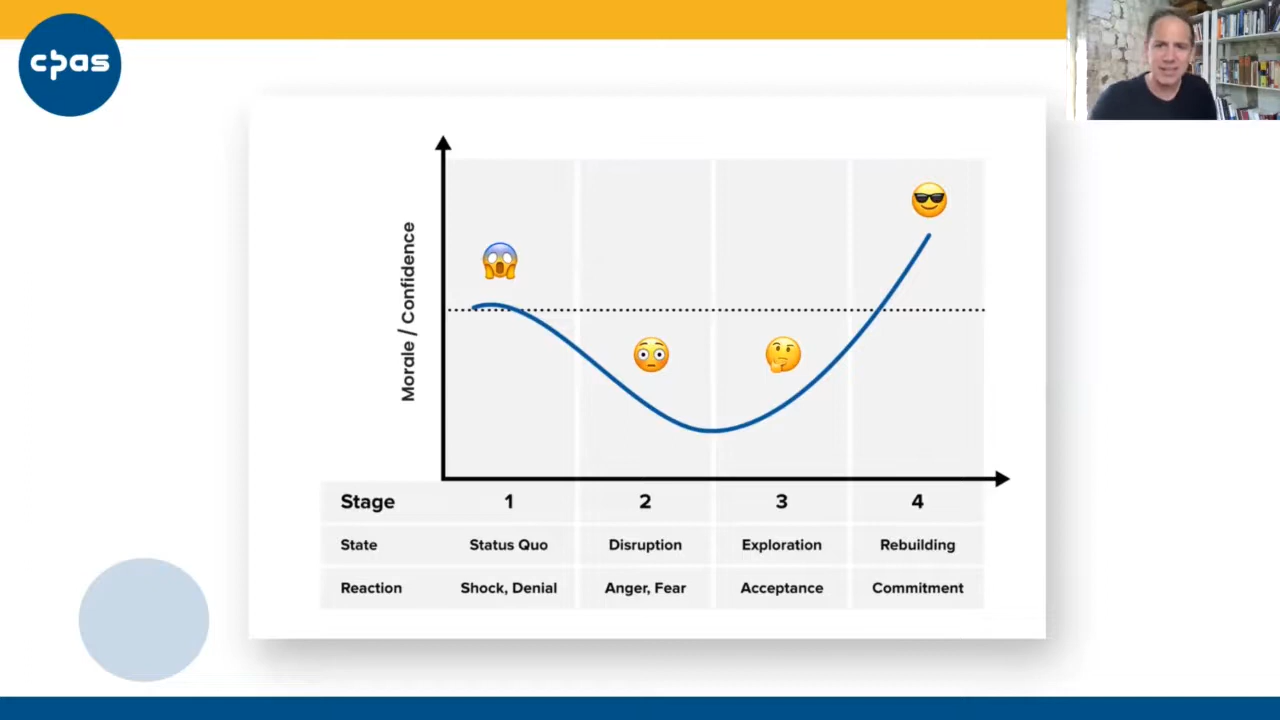 cpas
Morale / Confidence
Stage 1 2 3 4
State Status Quo Disruption Exploration Rebuilding
Reaction Shock, Denial Anger, Fear Acceptance Commitment